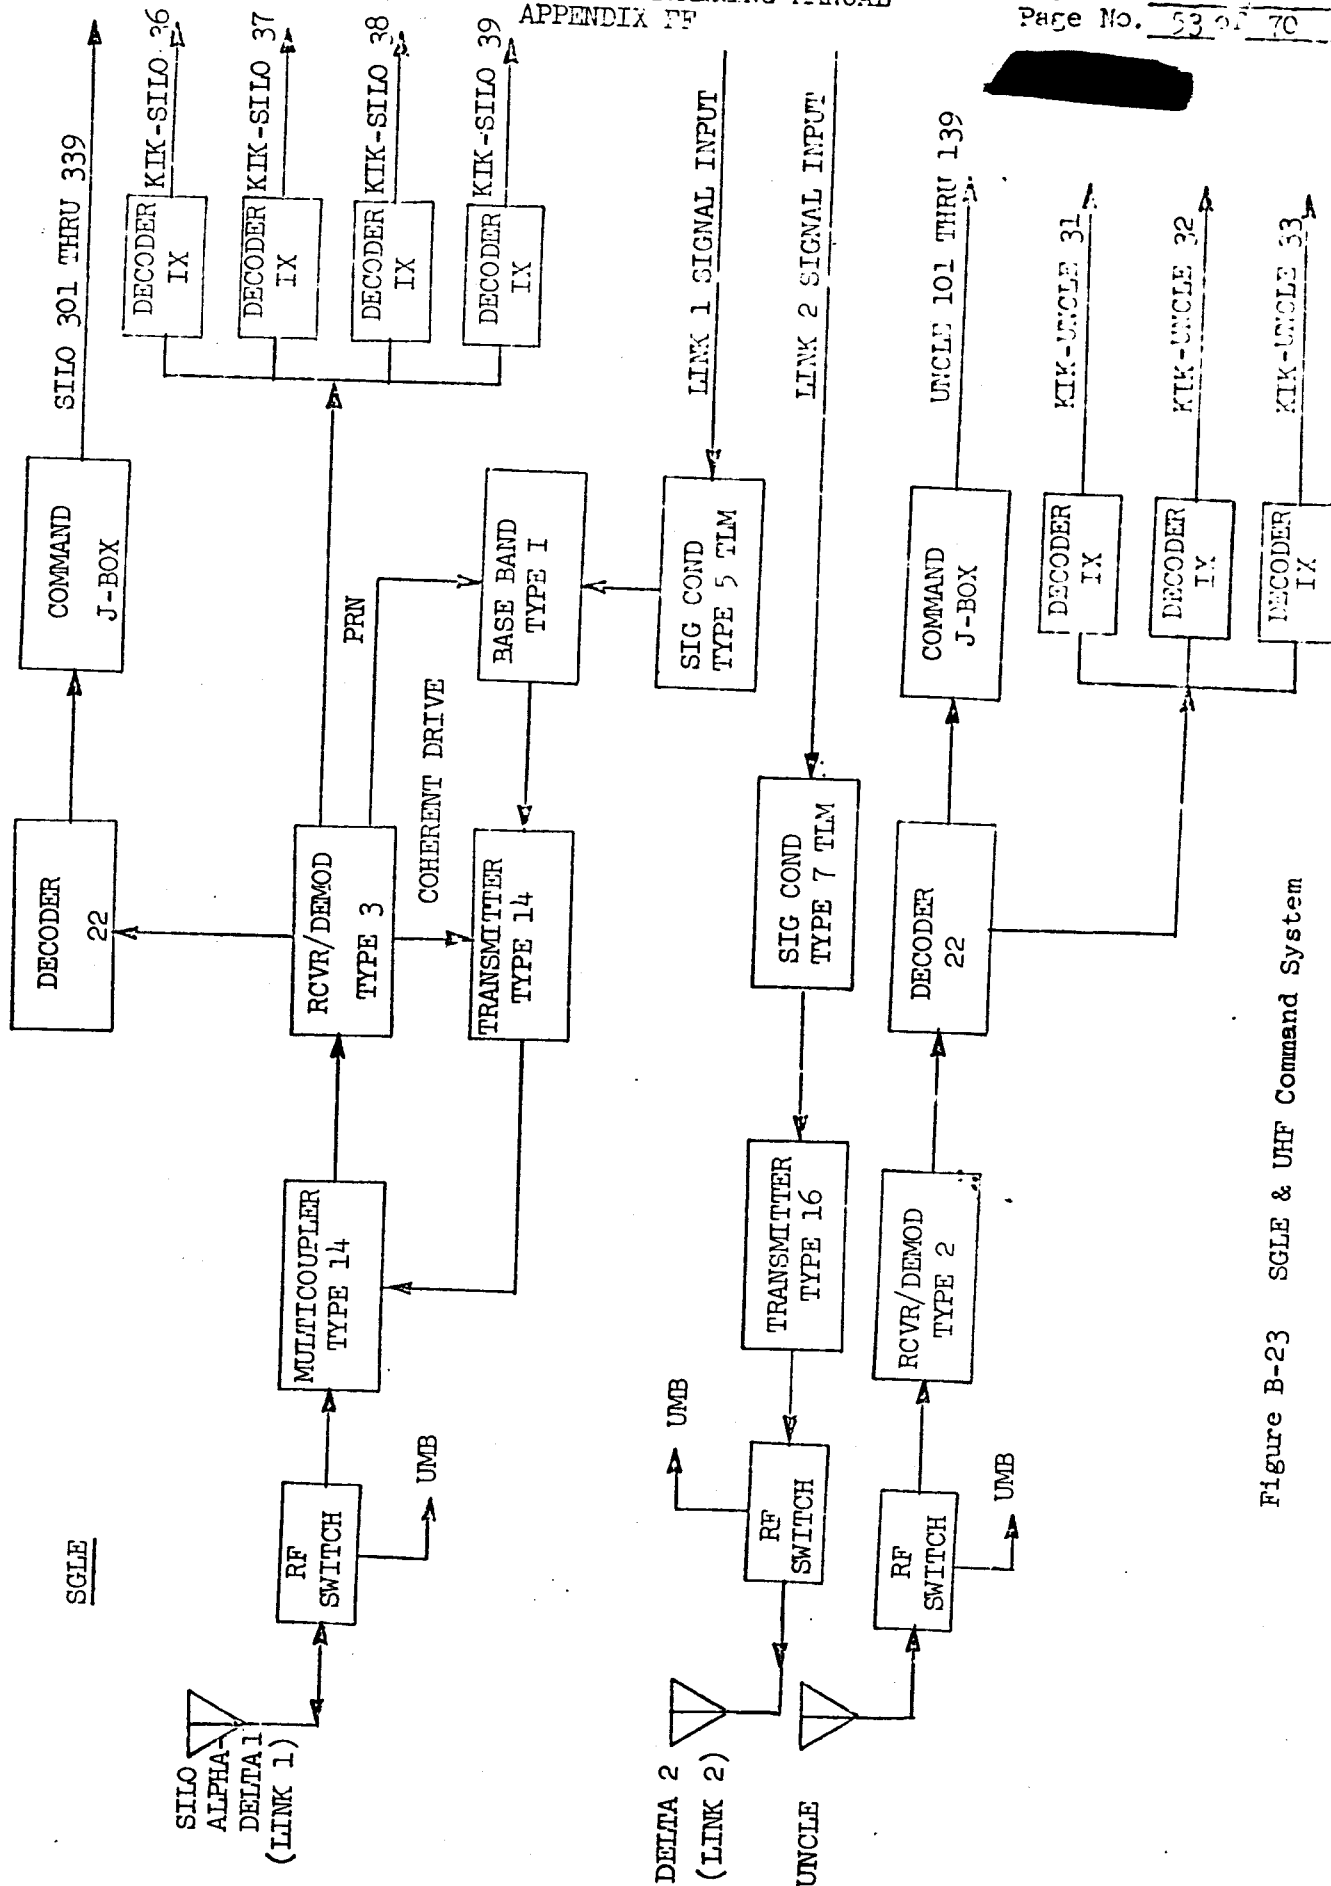 APPENDIX FF
Page No. 53 of 70
SGLE
SILO
ALPHA-
DELTA 1
(LINK 1)
RF
SWITCH
UMB
MULTICOUPLER
TYPE 14
RCVR/DEMOD
TYPE 3
DECODER
22
COMMAND
J-BOX
SILO 301 THRU 339
DECODER
IX
KIK-SILO 36
DECODER
IX
KIK-SILO 37
DECODER
IX
KIK-SILO 38
DECODER
IX
KIK-SILO 39
PRN
COHERENT DRIVE
TRANSMITTER
TYPE 14
BASE BAND
TYPE I
SIG COND
TYPE 5 TLM
LINK 1 SIGNAL INPUT
DELTA 2
(LINK 2)
RF
SWITCH
UMB
TRANSMITTER
TYPE 16
SIG COND
TYPE 7 TLM
LINK 2 SIGNAL INPUT
UNCLE
RF
SWITCH
UMB
RCVR/DEMOD
TYPE 2
DECODER
22
COMMAND
J-BOX
UNCLE 101 THRU 139
DECODER
IX
KIK-UNCLE 31
DECODER
IX
KIK-UNCLE 32
DECODER
IX
KIK-UNCLE 33
Figure B-23 SGLE & UHF Command System